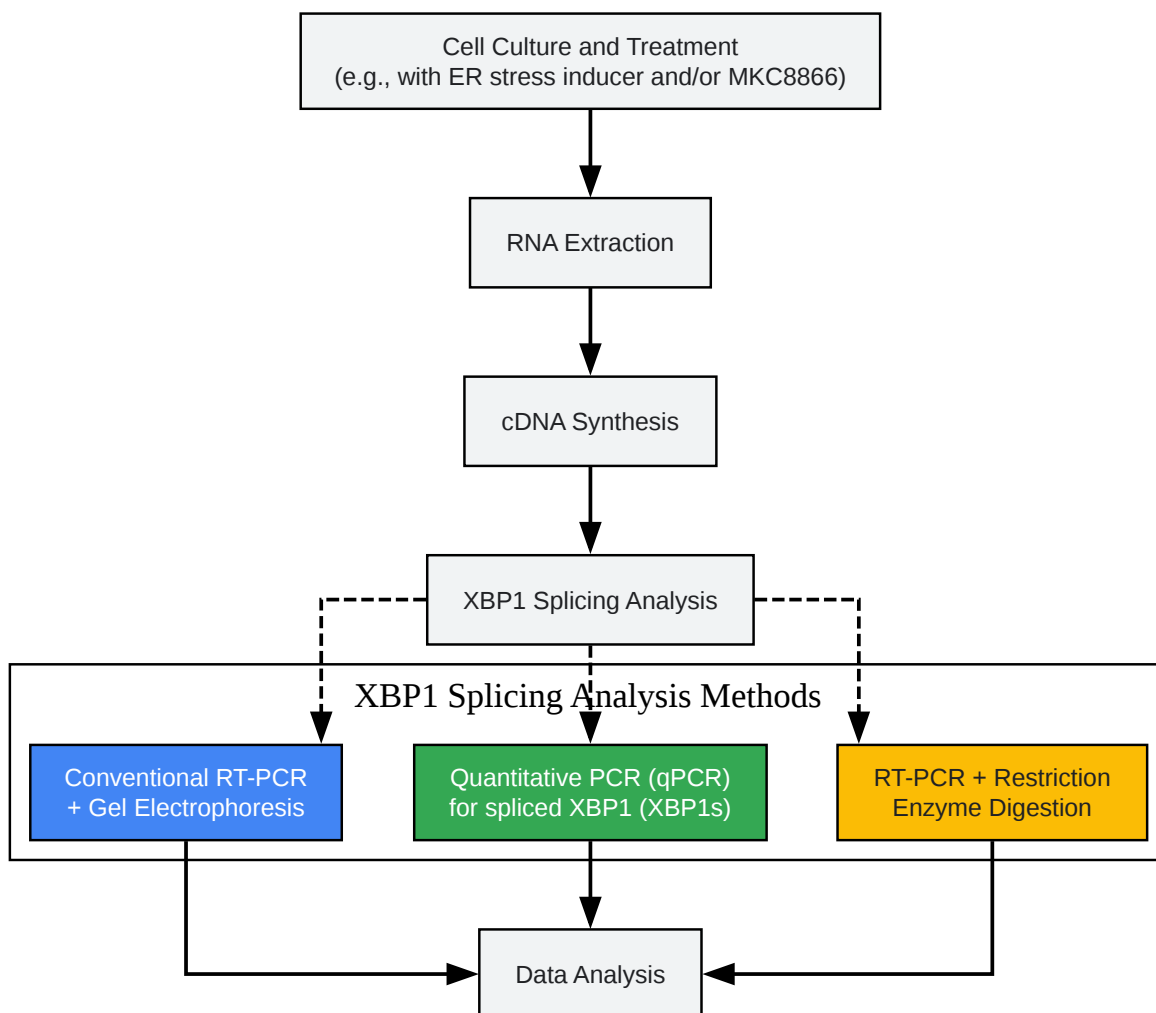 Cell Culture and Treatment
(e.g., with ER stress inducer and/or MKC8866)
RNA Extraction
cDNA Synthesis
XBP1 Splicing Analysis
XBP1 Splicing Analysis Methods
Conventional RT-PCR
+ Gel Electrophoresis
Quantitative PCR (qPCR)
for spliced XBP1 (XBP1s)
RT-PCR + Restriction
Enzyme Digestion
Data Analysis